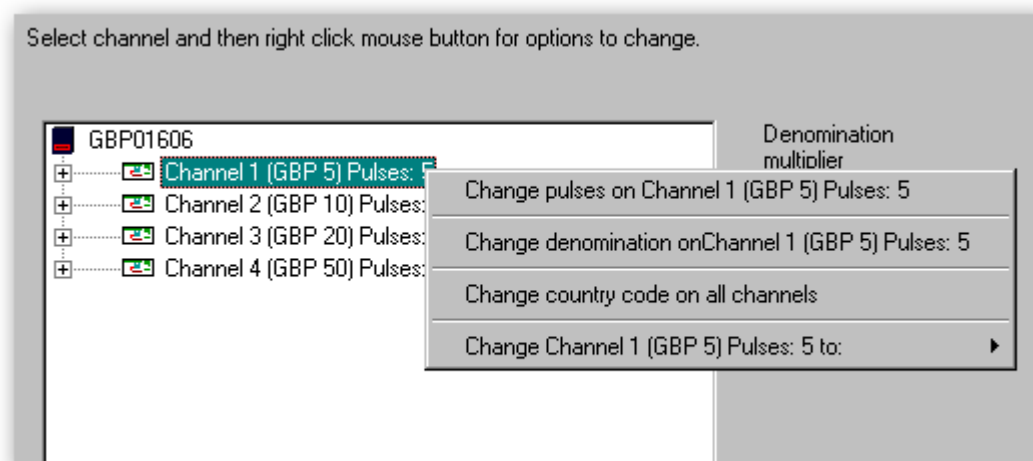 Select channel and then right click mouse button for options to change.
GBP01606
Denomination
multiplier
Channel 1 (GBP 5) Pulses: 5
Channel 2 (GBP 10) Pulses:
Channel 3 (GBP 20) Pulses:
Channel 4 (GBP 50) Pulses:
Change pulses on Channel 1 (GBP 5) Pulses: 5
Change denomination onChannel 1 (GBP 5) Pulses: 5
Change country code on all channels
Change Channel 1 (GBP 5) Pulses: 5 to: